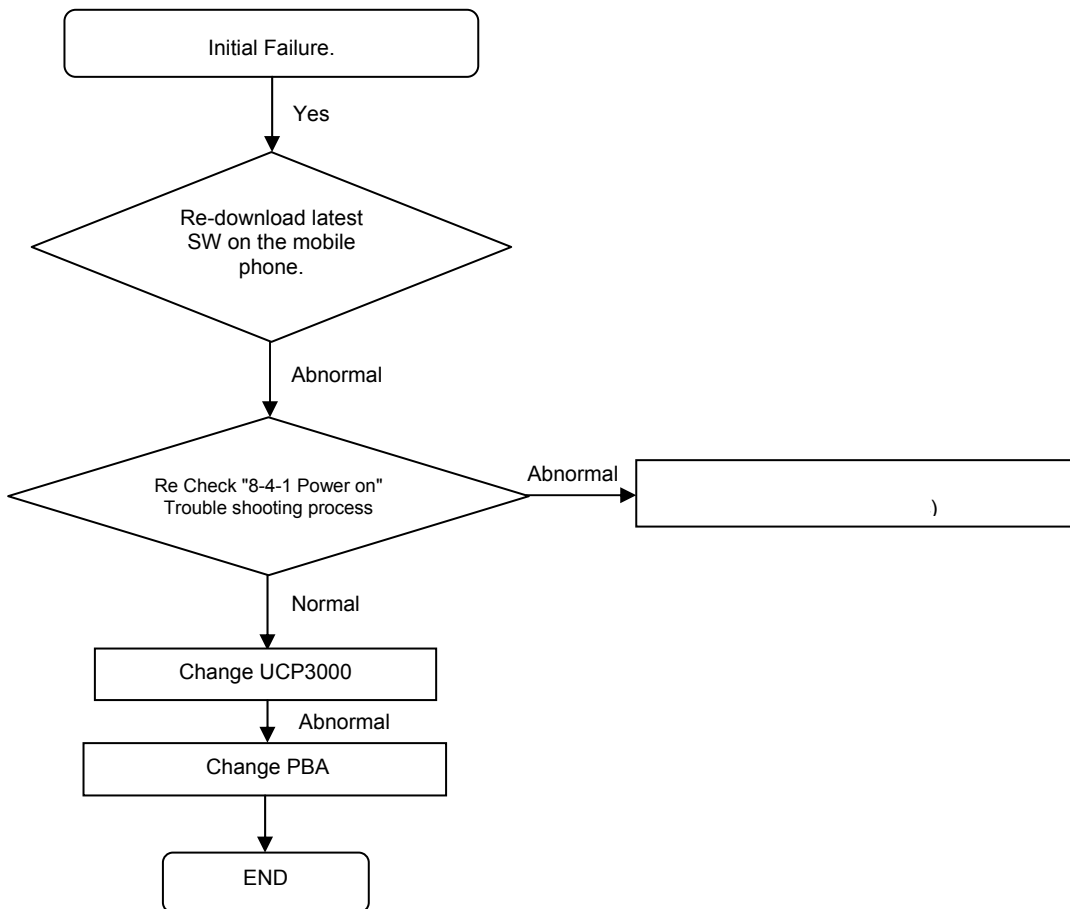 Initial Failure.
Yes
Re-download latest
SW on the mobile
phone.
Abnormal
Re Check "8-4-1 Power on"
Trouble shooting process
Abnormal
)
Normal
Change UCP3000
Abnormal
Change PBA
END